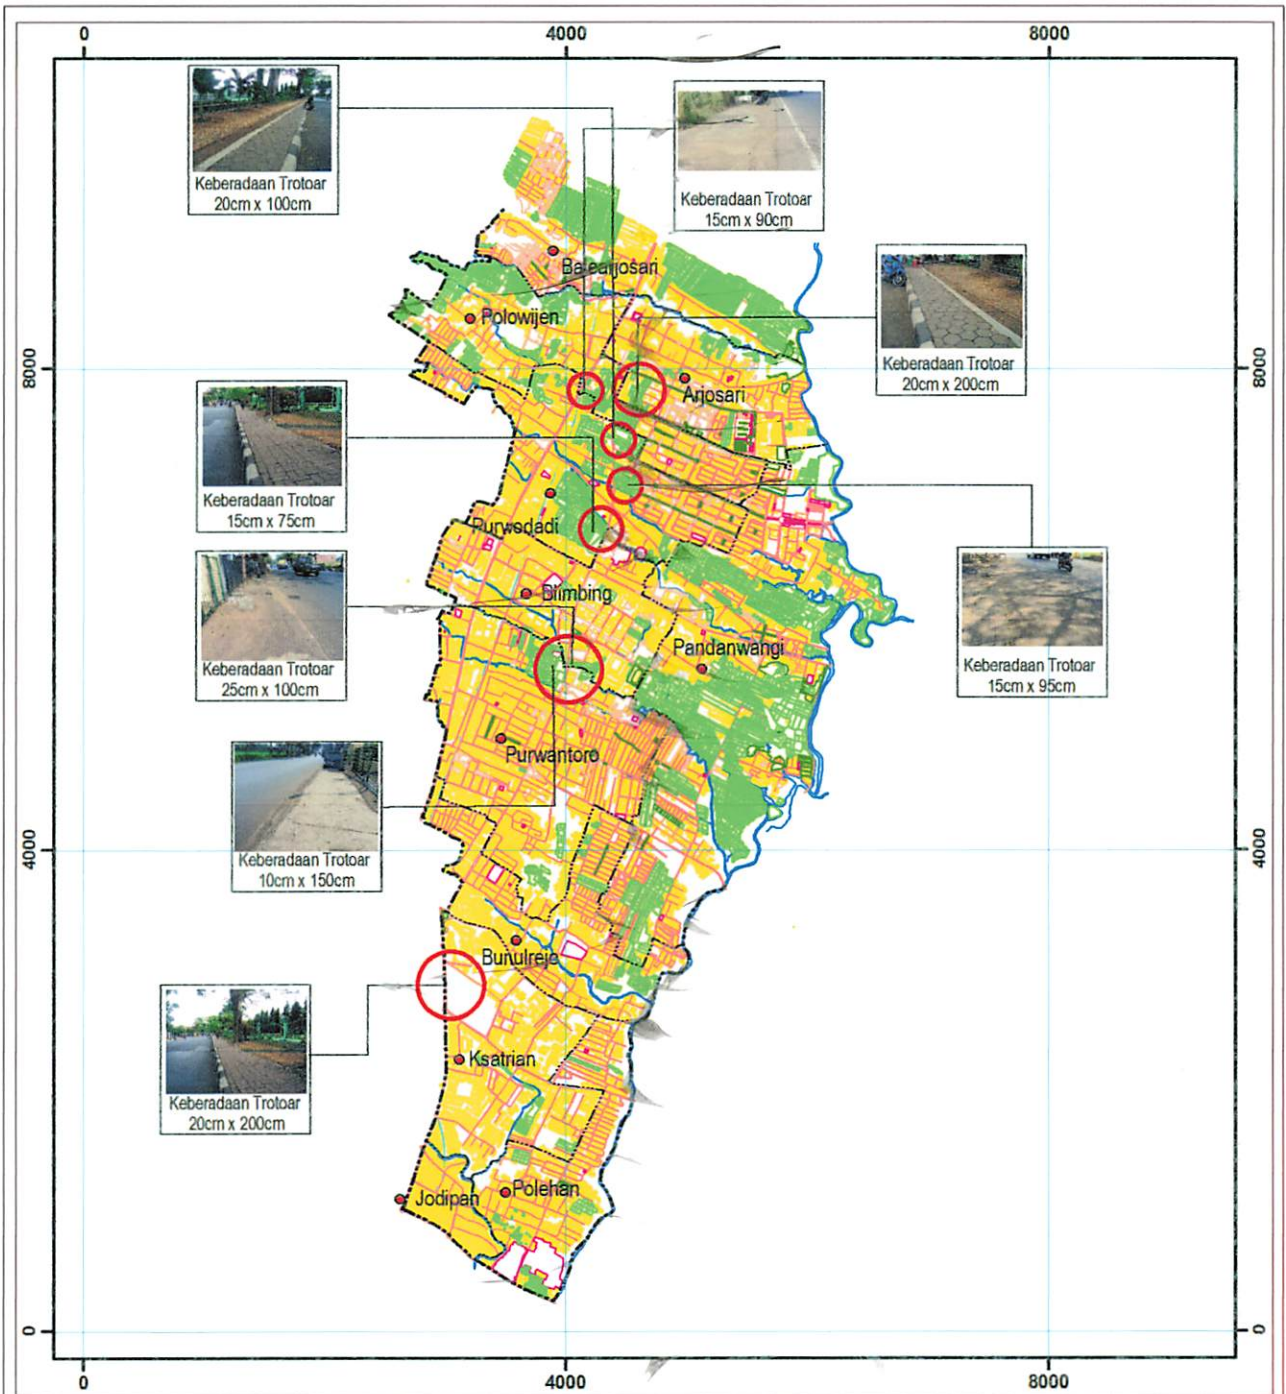 0 4000 8000
Keberadaan Trotoar
20cm x 100cm
Keberadaan Trotoar
15cm x 90cm
Balearjosari
Polowijen
Keberadaan Trotoar
20cm x 200cm
8000
8000
Arjosari
Keberadaan Trotoar
15cm x 75cm
Purwodadi
Blimbing
Keberadaan Trotoar
25cm x 100cm
Pandanwangi
Keberadaan Trotoar
15cm x 95cm
Purwantoro
4000
4000
Keberadaan Trotoar
10cm x 150cm
Bunulrejo
Ksatrian
Keberadaan Trotoar
20cm x 200cm
Jodipan
Polehan
0
0
0 4000 8000